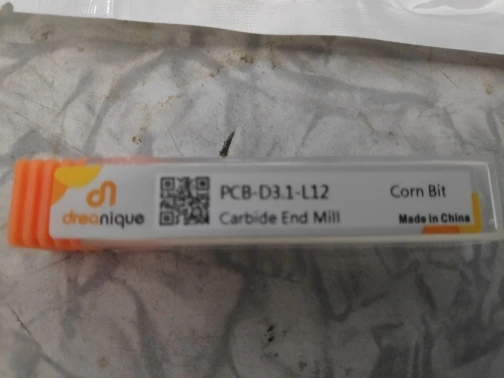 dreanique
PCB-D3.1-L12
Carbide End Mill
Corn Bit
Made in China